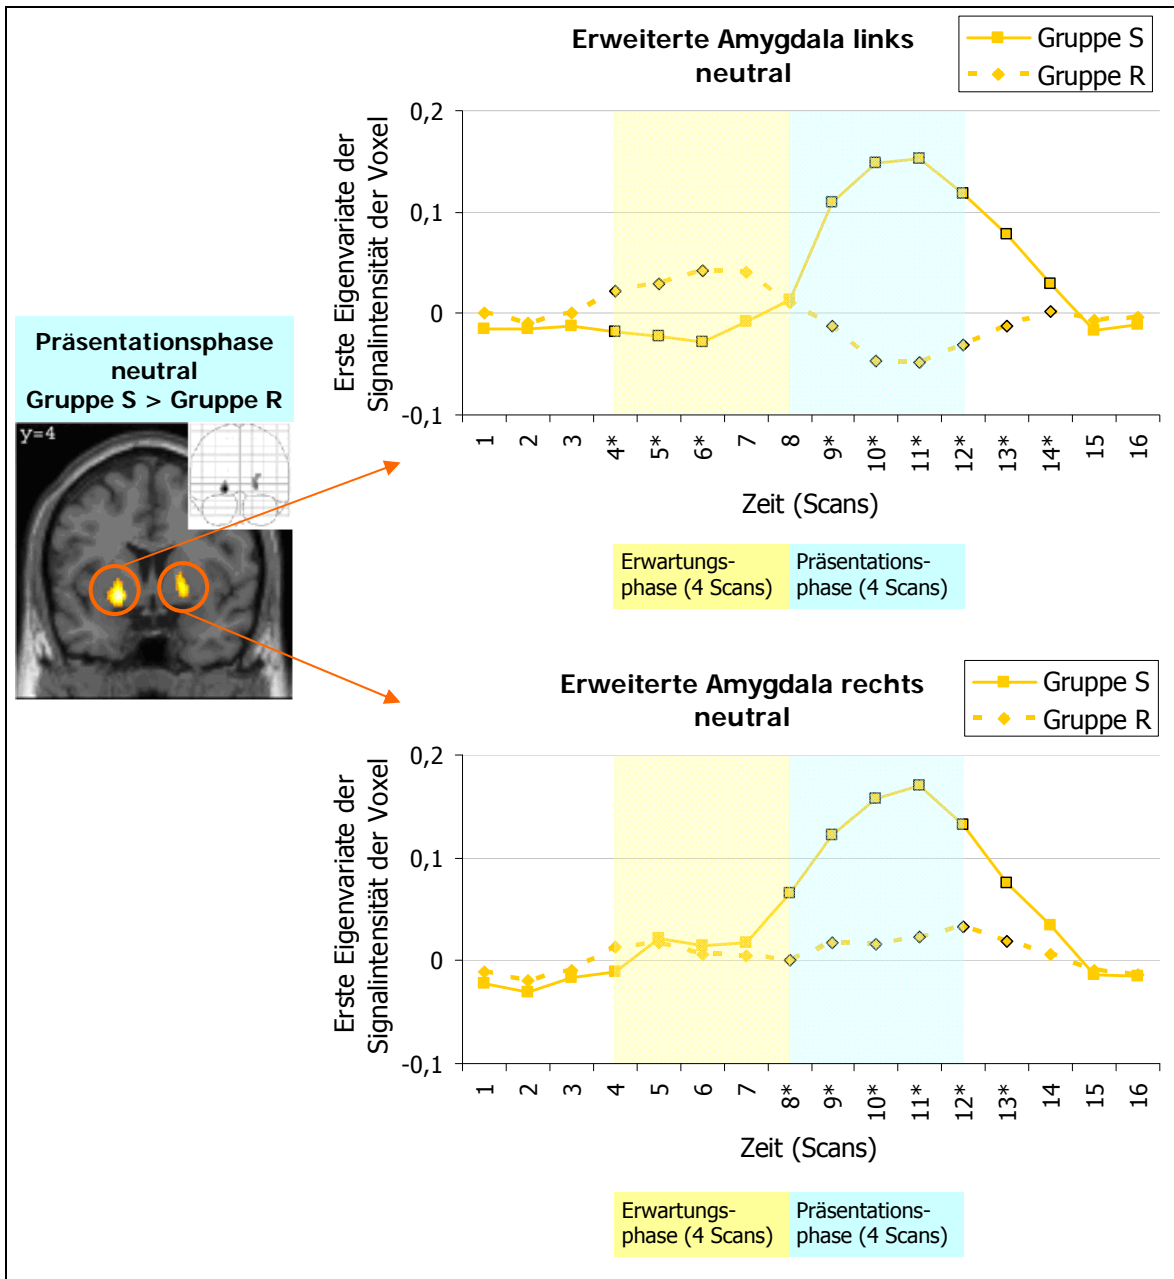 Erweiterte Amygdala links
neutral
Gruppe S
Gruppe R
Erste Eigenvariate der
Signalintensität der Voxel
0,2
0,1
0
-0,1
1
2
3
4*
5*
6*
7
8
9*
10*
11*
12*
13*
14*
15
16
Zeit (Scans)
Erwartungs-
phase (4 Scans)
Präsentations-
phase (4 Scans)
Präsentationsphase
neutral
Gruppe S > Gruppe R
y=4
Erweiterte Amygdala rechts
neutral
Gruppe S
Gruppe R
Erste Eigenvariate der
Signalintensität der Voxel
0,2
0,1
0
-0,1
1
2
3
4
5
6
7
8*
9*
10*
11*
12*
13*
14
15
16
Zeit (Scans)
Erwartungs-
phase (4 Scans)
Präsentations-
phase (4 Scans)